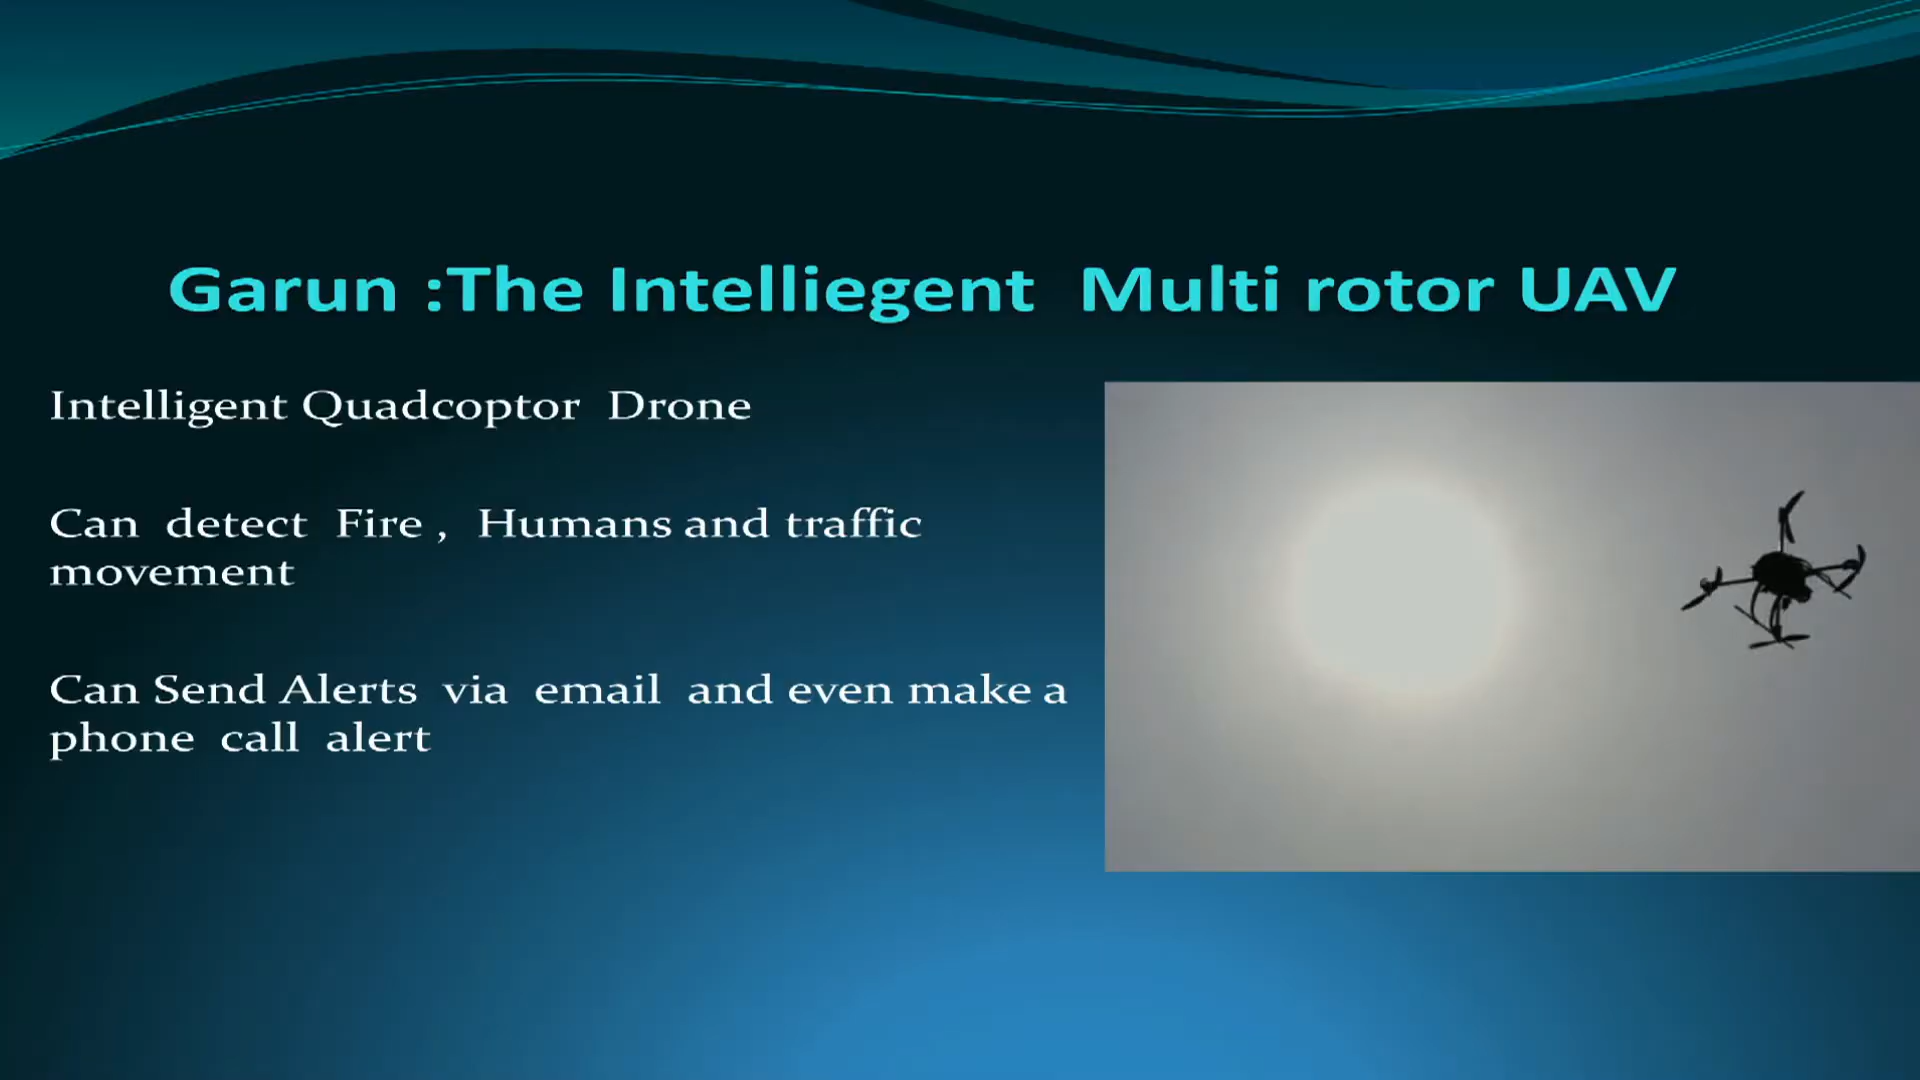 Garun :The Intelliegent Multi rotor UAV
Intelligent Quadcoptor Drone
Can detect Fire , Humans and traffic
movement
Can Send Alerts via email and even make a
phone call alert